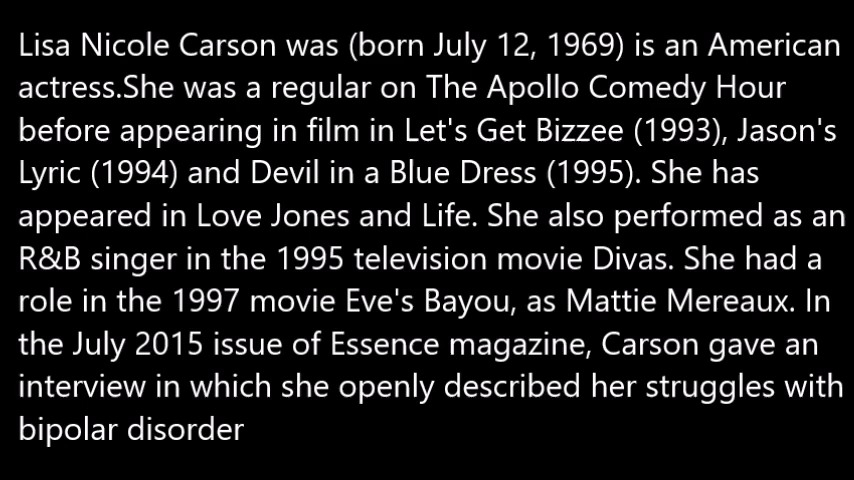 Lisa Nicole Carson was (born July 12, 1969) is an American
actress.She was a regular on The Apollo Comedy Hour
before appearing in film in Let's Get Bizzee (1993), Jason's
Lyric (1994) and Devil in a Blue Dress (1995). She has
appeared in Love Jones and Life. She also performed as an
R&B singer in the 1995 television movie Divas. She had a
role in the 1997 movie Eve's Bayou, as Mattie Mereaux. In
the July 2015 issue of Essence magazine, Carson gave an
interview in which she openly described her struggles with
bipolar disorder